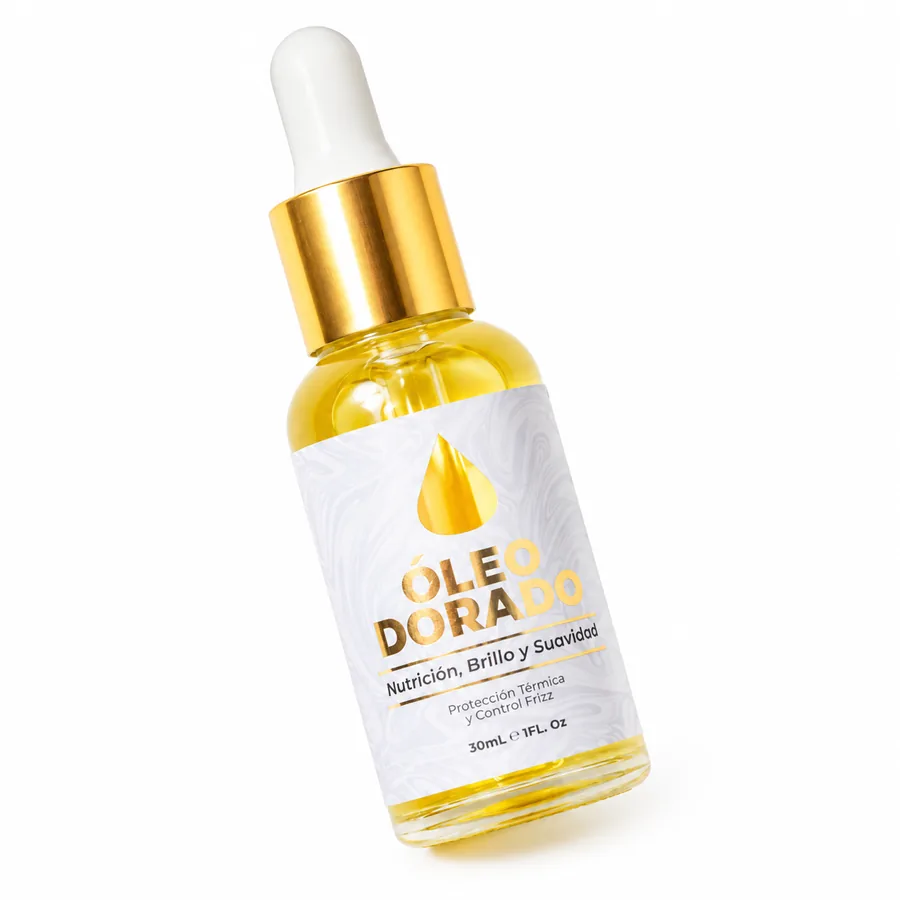 ÓLEO
DORADO
Nutrición, Brillo y Suavidad
Protección Térmica
y Control Frizz
30mL ℮ 1FL. Oz